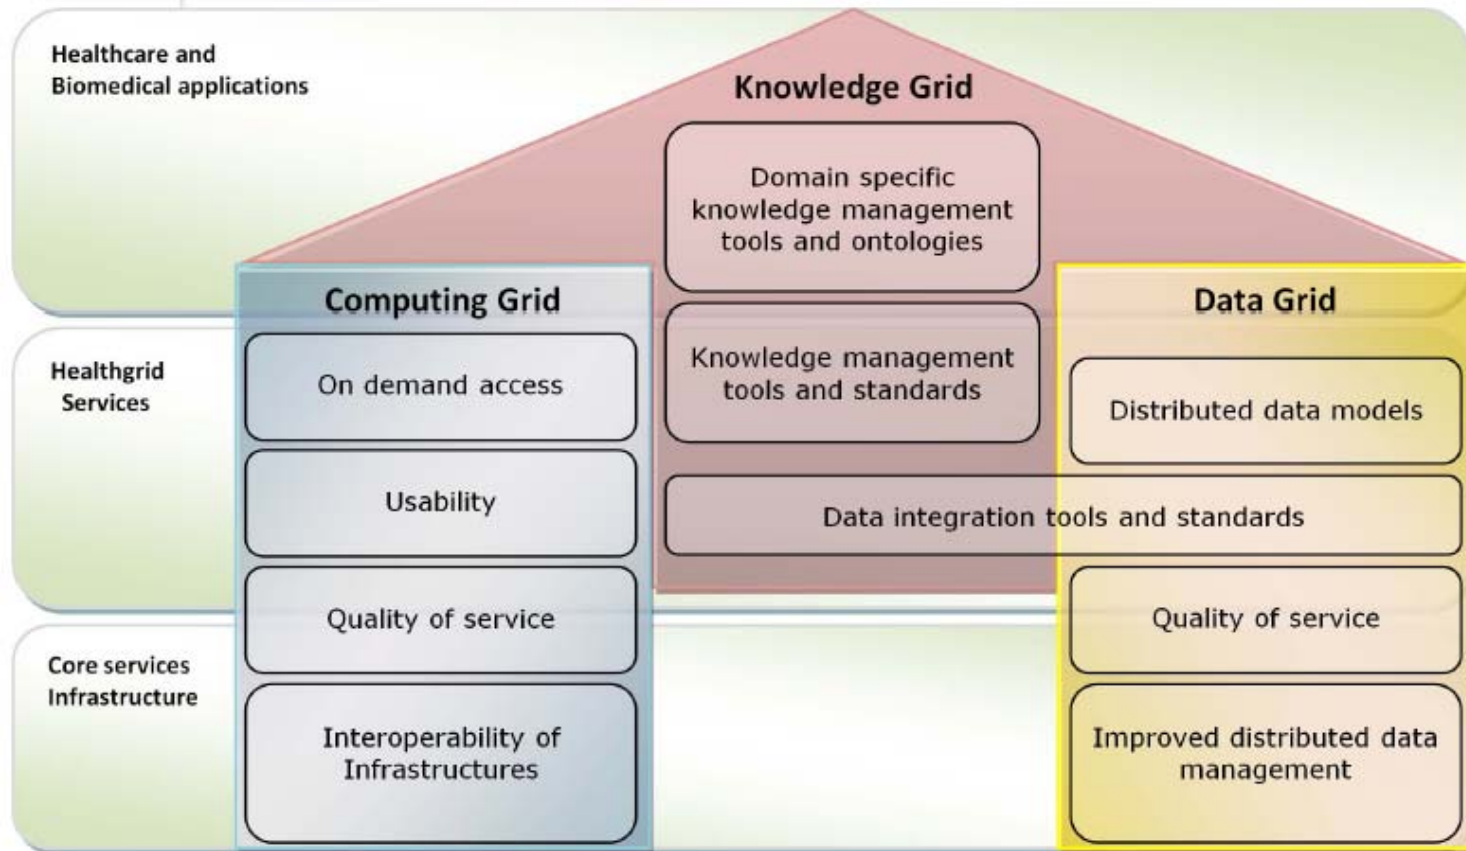 Healthcare and
Biomedical applications
Knowledge Grid
Domain specific
knowledge management
tools and ontologies
Computing Grid
Data Grid
Healthgrid
Services
On demand access
Knowledge management
tools and standards
Distributed data models
Usability
Data integration tools and standards
Quality of service
Quality of service
Core services
Infrastructure
Interoperability of
Infrastructures
Improved distributed data
management